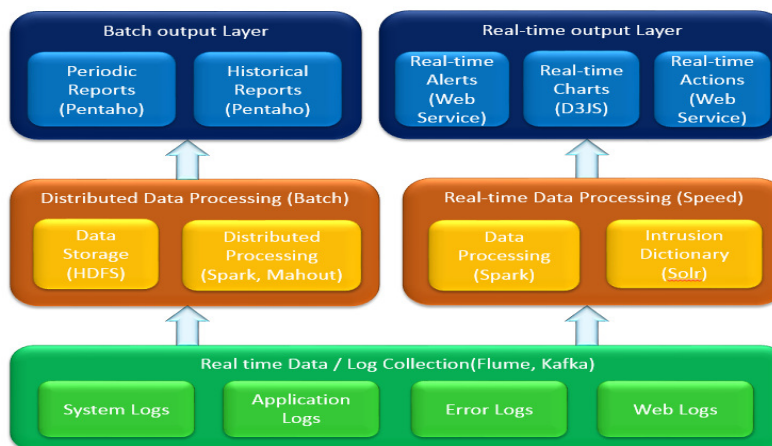 Batch output Layer
Periodic
Reports
(Pentaho)
Historical
Reports
(Pentaho)
Real-time output Layer
Real-time
Alerts
(Web
Service)
Real-time
Charts
(D3JS)
Real-time
Actions
(Web
Service)
Distributed Data Processing (Batch)
Data
Storage
(HDFS)
Distributed
Processing
(Spark, Mahout)
Real-time Data Processing (Speed)
Data
Processing
(Spark)
Intrusion
Dictionary
(Solr)
Real time Data / Log Collection(Flume, Kafka)
System Logs
Application
Logs
Error Logs
Web Logs